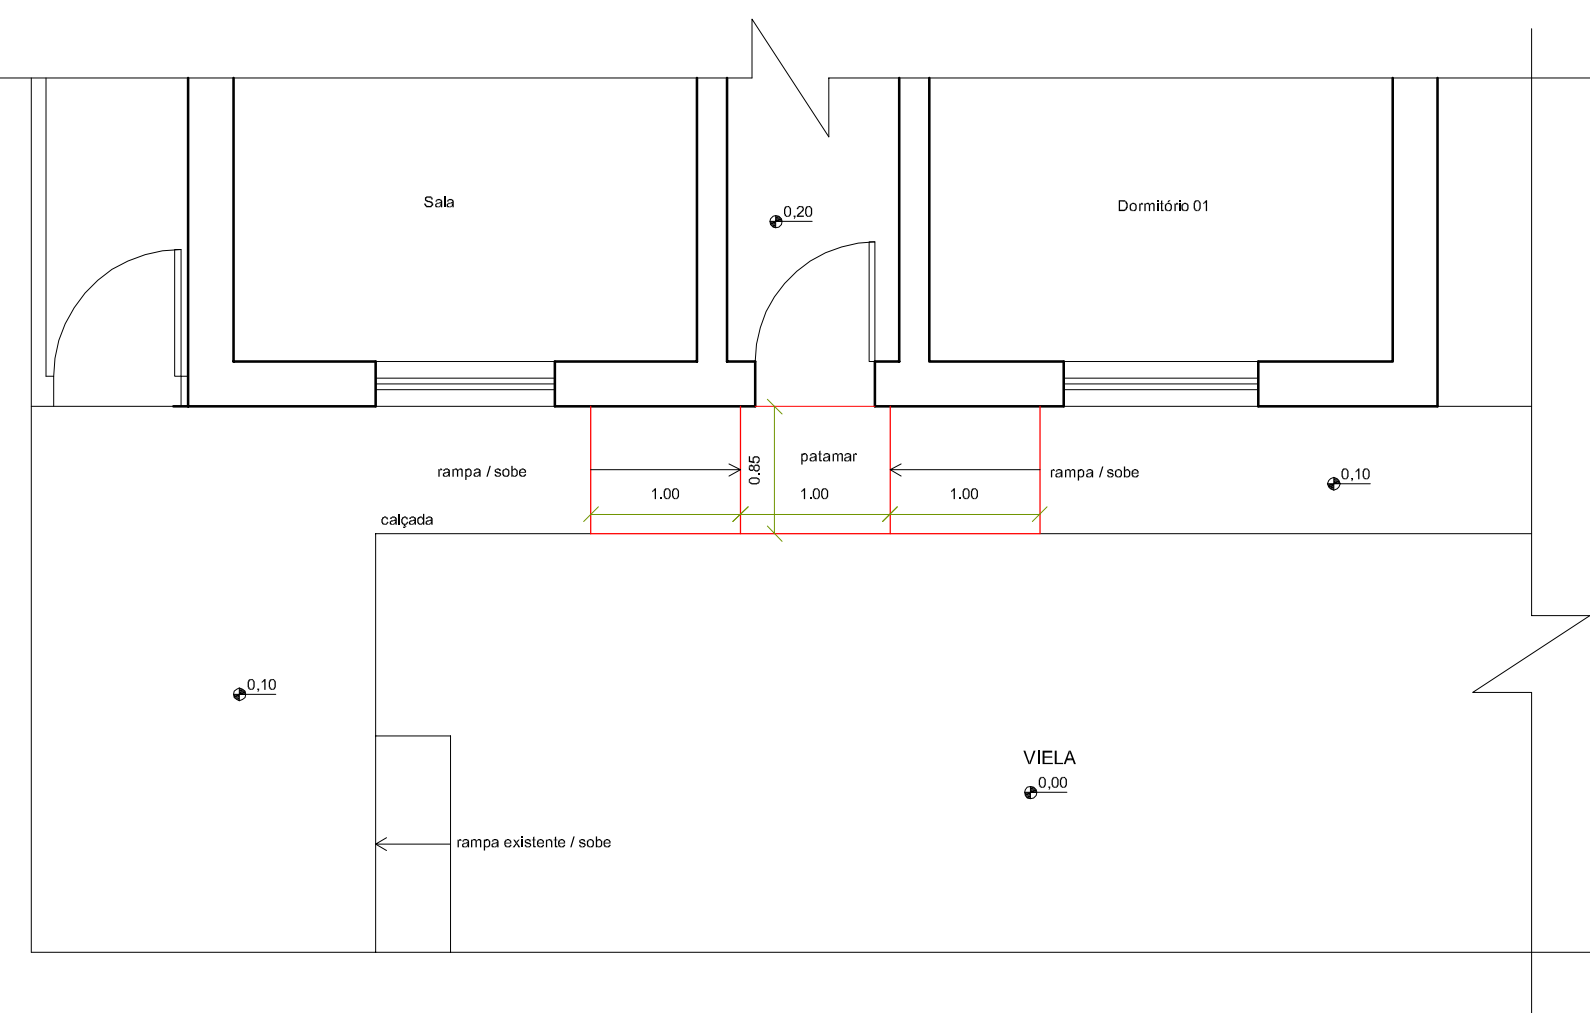 Sala
0,20
Dormitório 01
rampa / sobe
0.85
patamar
rampa / sobe
0,10
1.00
1.00
1.00
calçada
0,10
VIELA
0,00
rampa existente / sobe